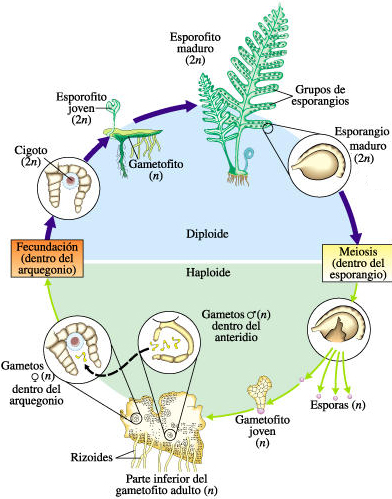 Esporofito
maduro
(2n)
Esporofito
joven
(2n)
Grupos de
esporangios
Gametofito
(n)
Esporangio
maduro
(2n)
Cigoto
(2n)
Diploide
Fecundación
(dentro del
arquegonio)
Meiosis
(dentro del
esporangio)
Haploide
Gametos ♂ (n)
dentro del
anteridio
Gametos
♀ (n)
dentro del
arquegonio
Esporas (n)
Gametofito
joven
(n)
Rizoides
Parte inferior del
gametofito adulto (n)